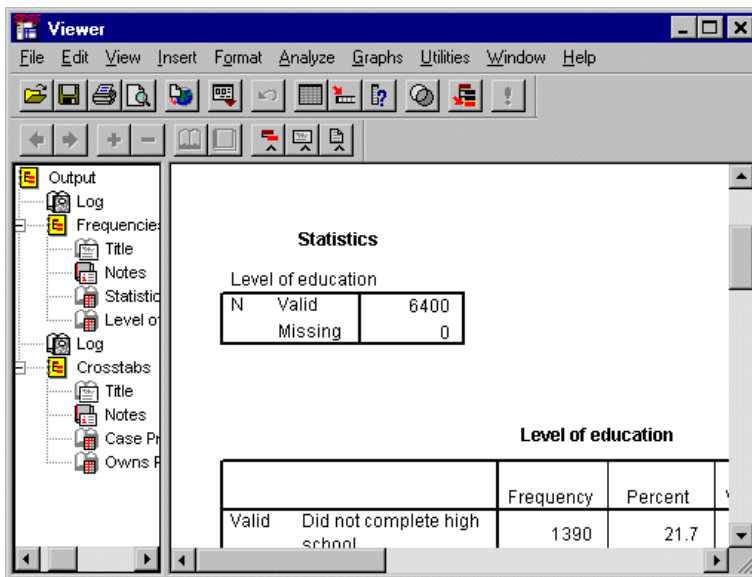 Viewer
File Edit View Insert Format Analyze Graphs Utilities Window Help
Output
Log
Frequencies
Title
Notes
Statistic
Level of
Log
Crosstabs
Title
Notes
Case Pr
Owns P
Statistics
Level of education
N Valid 6400
Missing 0
Level of education
Frequency Percent
Valid Did not complete high school 1390 21.7